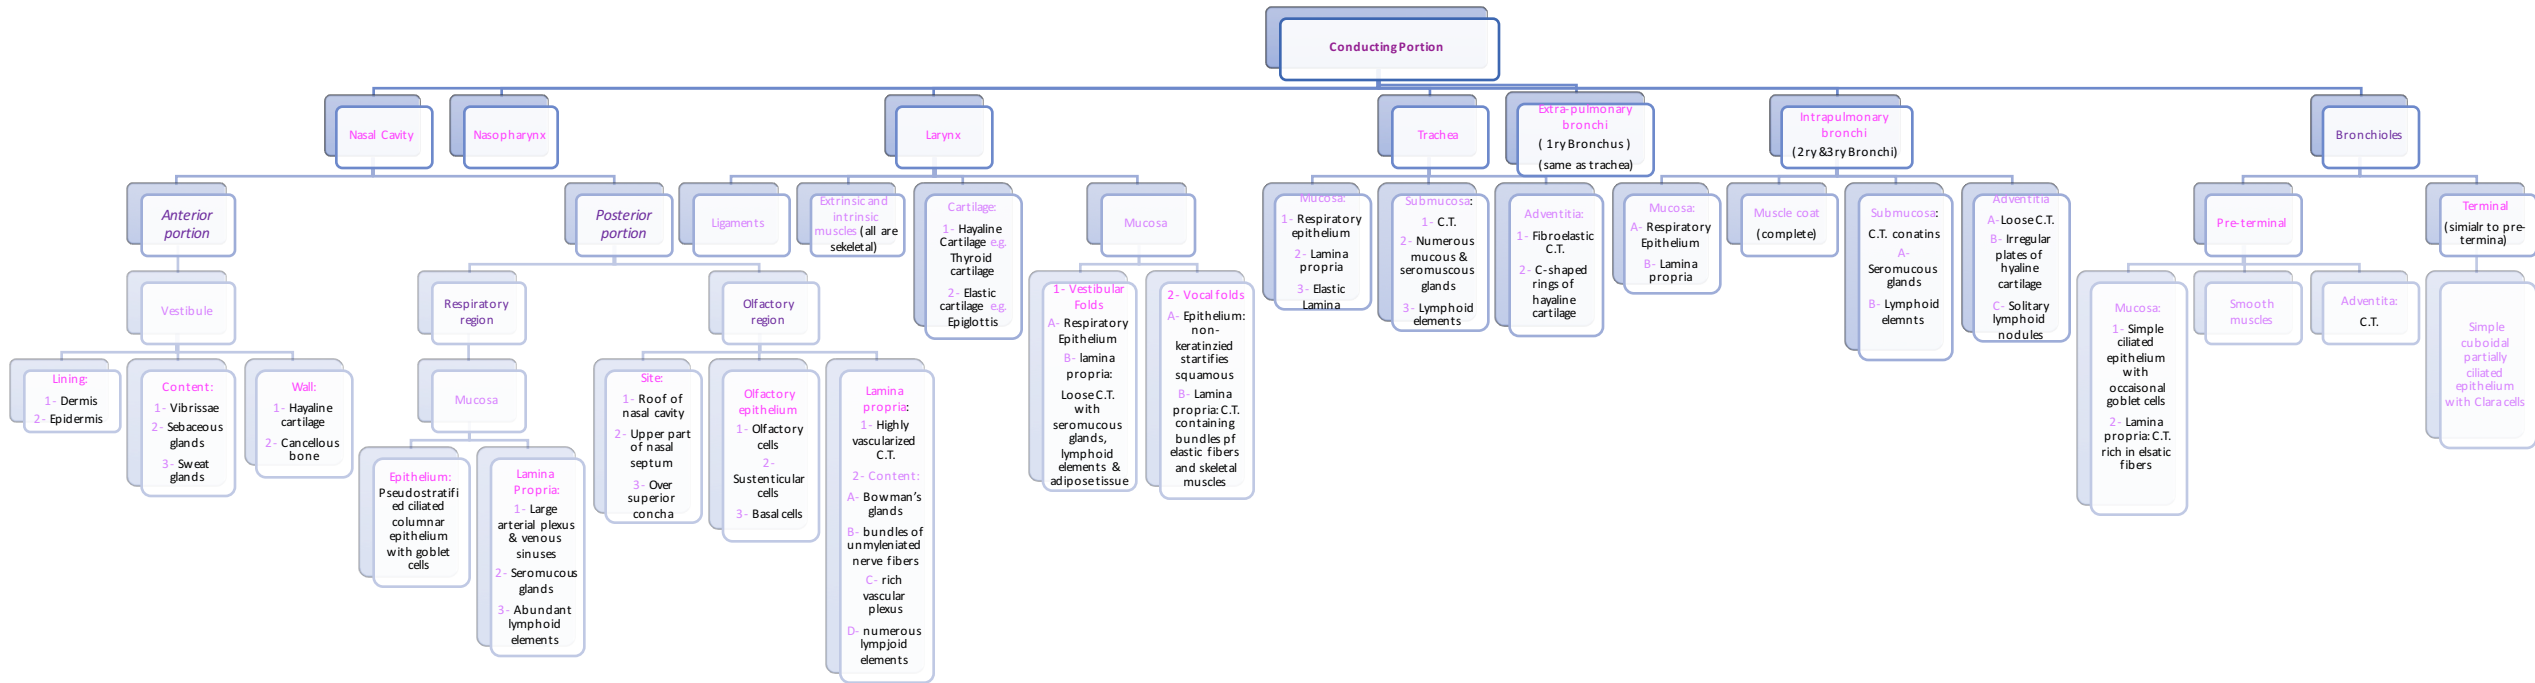 Conducting Portion
Nasal Cavity
Nasopharynx
Larynx
Trachea
Extra-pulmonary
bronchi
( 1ry Bronchus )
(same as trachea)
Intrapulmonary
bronchi
(2ry &3ry Bronchi)
Bronchioles
Anterior
portion
Posterior
portion
Ligaments
Extrinsic and
intrinsic
muscles (all are
sekeletal)
Cartilage:
1- Hayaline
Cartilage e.g.
Thyroid
cartilage
2- Elastic
cartilage e.g.
Epiglottis
Mucosa
Mucosa:
1- Respiratory
epithelium
2- Lamina
propria
3- Elastic
Lamina
Submucosa:
1- C.T.
2- Numerous
mucous &
seromuscous
glands
3- Lymphoid
elements
Adventitia:
1- Fibroelastic
C.T.
2- C-shaped
rings of
hayaline
cartilage
Mucosa:
A- Respiratory
Epithelium
B- Lamina
propria
Muscle coat
(complete)
Submucosa:
C.T. conatins
A-
Seromucous
glands
B- Lymphoid
elemnts
Adventitia
A-Loose C.T.
B- Irregular
plates of
hyaline
cartilage
C- Solitary
lymphoid
nodules
Pre-terminal
Terminal
(simialr to pre-
termina)
Vestibule
Respiratory
region
Olfactory
region
1- Vestibular
Folds
A- Respiratory
Epithelium
B- lamina
propria:
Loose C.T.
with
seromucous
glands,
lymphoid
elements &
adipose tissue
2- Vocal folds
A- Epithelium:
non-
keratinzied
startifies
squamous
B- Lamina
propria: C.T.
containing
bundles pf
elastic fibers
and skeletal
muscles
Mucosa:
1- Simple
ciliated
epithelium
with
occaisonal
goblet cells
2- Lamina
propria: C.T.
rich in elsatic
fibers
Smooth
muscles
Adventita:
C.T.
Simple
cuboidal
partially
ciliated
epithelium
with Clara cells
Lining:
1- Dermis
2- Epidermis
Content:
1- Vibrissae
2- Sebaceous
glands
3- Sweat
glands
Wall:
1- Hayaline
cartilage
2- Cancellous
bone
Mucosa
Site:
1- Roof of
nasal cavity
2- Upper part
of nasal
septum
3- Over
superior
concha
Olfactory
epithelium
1- Olfactory
cells
2-
Sustenticular
cells
3- Basal cells
Lamina
propria:
1- Highly
vascularized
C.T.
2- Content:
A- Bowman's
glands
B- bundles of
unmyleniated
nerve fibers
C- rich
vascular
plexus
D- numerous
lympjoid
elements
Epithelium:
Pseudostratifi
ed ciliated
columnar
epithelium
with goblet
cells
Lamina
Propria:
1- Large
arterial plexus
& venous
sinuses
2- Seromucous
glands
3- Abundant
lymphoid
elements